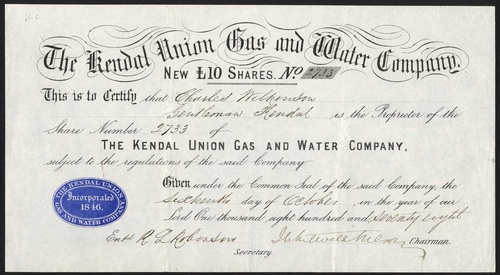 The Kendal Union Gas and Water Company.
New £10 Shares. No 2733
This is to Certify that Charles Wilkinson
Gentleman Kendal is the Proprietor of the
Share Number 2733 of
The Kendal Union Gas and Water Company,
subject to the regulations of the said Company
Given under the Common Seal of the said company, the
sixteenth day of October in the year of our
Lord One thousand eight hundred and seventy eight
THE KENDAL UNION
Incorporated
1846.
GAS AND WATER COMPANY
Entd R
Chairman.
Secretary.